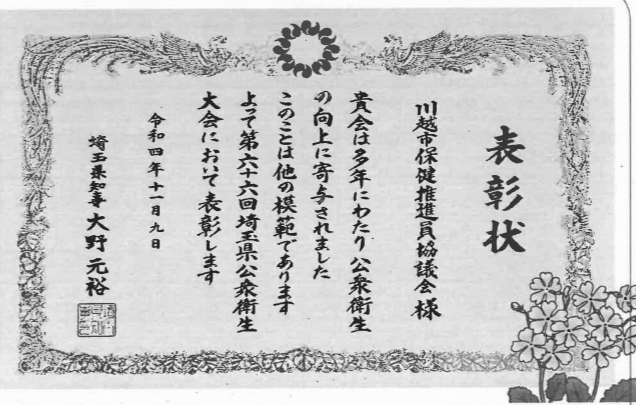 表彰状
川越市保健推進員協議会様
貴会は多年にわたり公衆衛生
の向上に寄与されました
このことは他の模範であります
よって第六十六回埼玉県公衆衛生
大会において表彰します
令和四年十一月九日
埼玉県知事 大野元裕